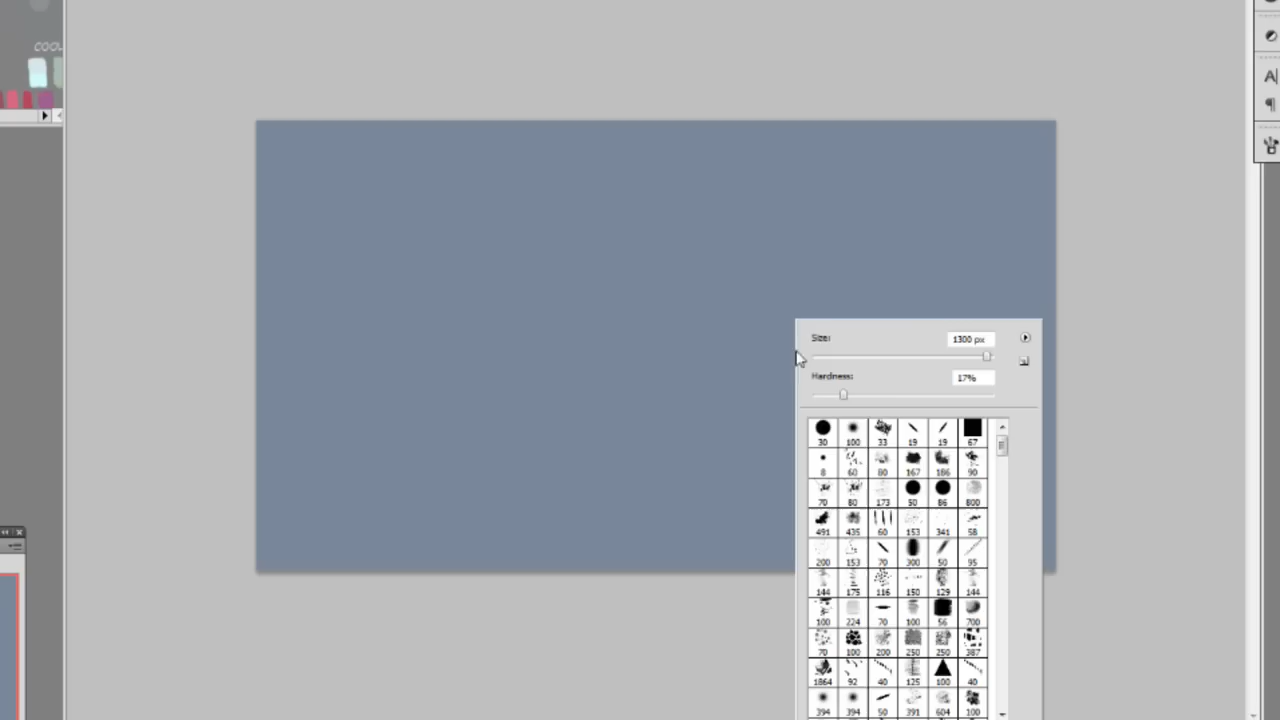 COOL
A
¶
Size:
1300 px
Hardness:
17%
30 100 33 19 19 67
8 60 80 167 186 90
70 80 173 50 86 800
491 435 60 153 341 58
200 153 70 300 50 95
144 175 116 150 129 144
100 224 70 100 56 700
70 100 200 250 250 387
1864 92 40 125 100 40
394 394 50 391 604 100